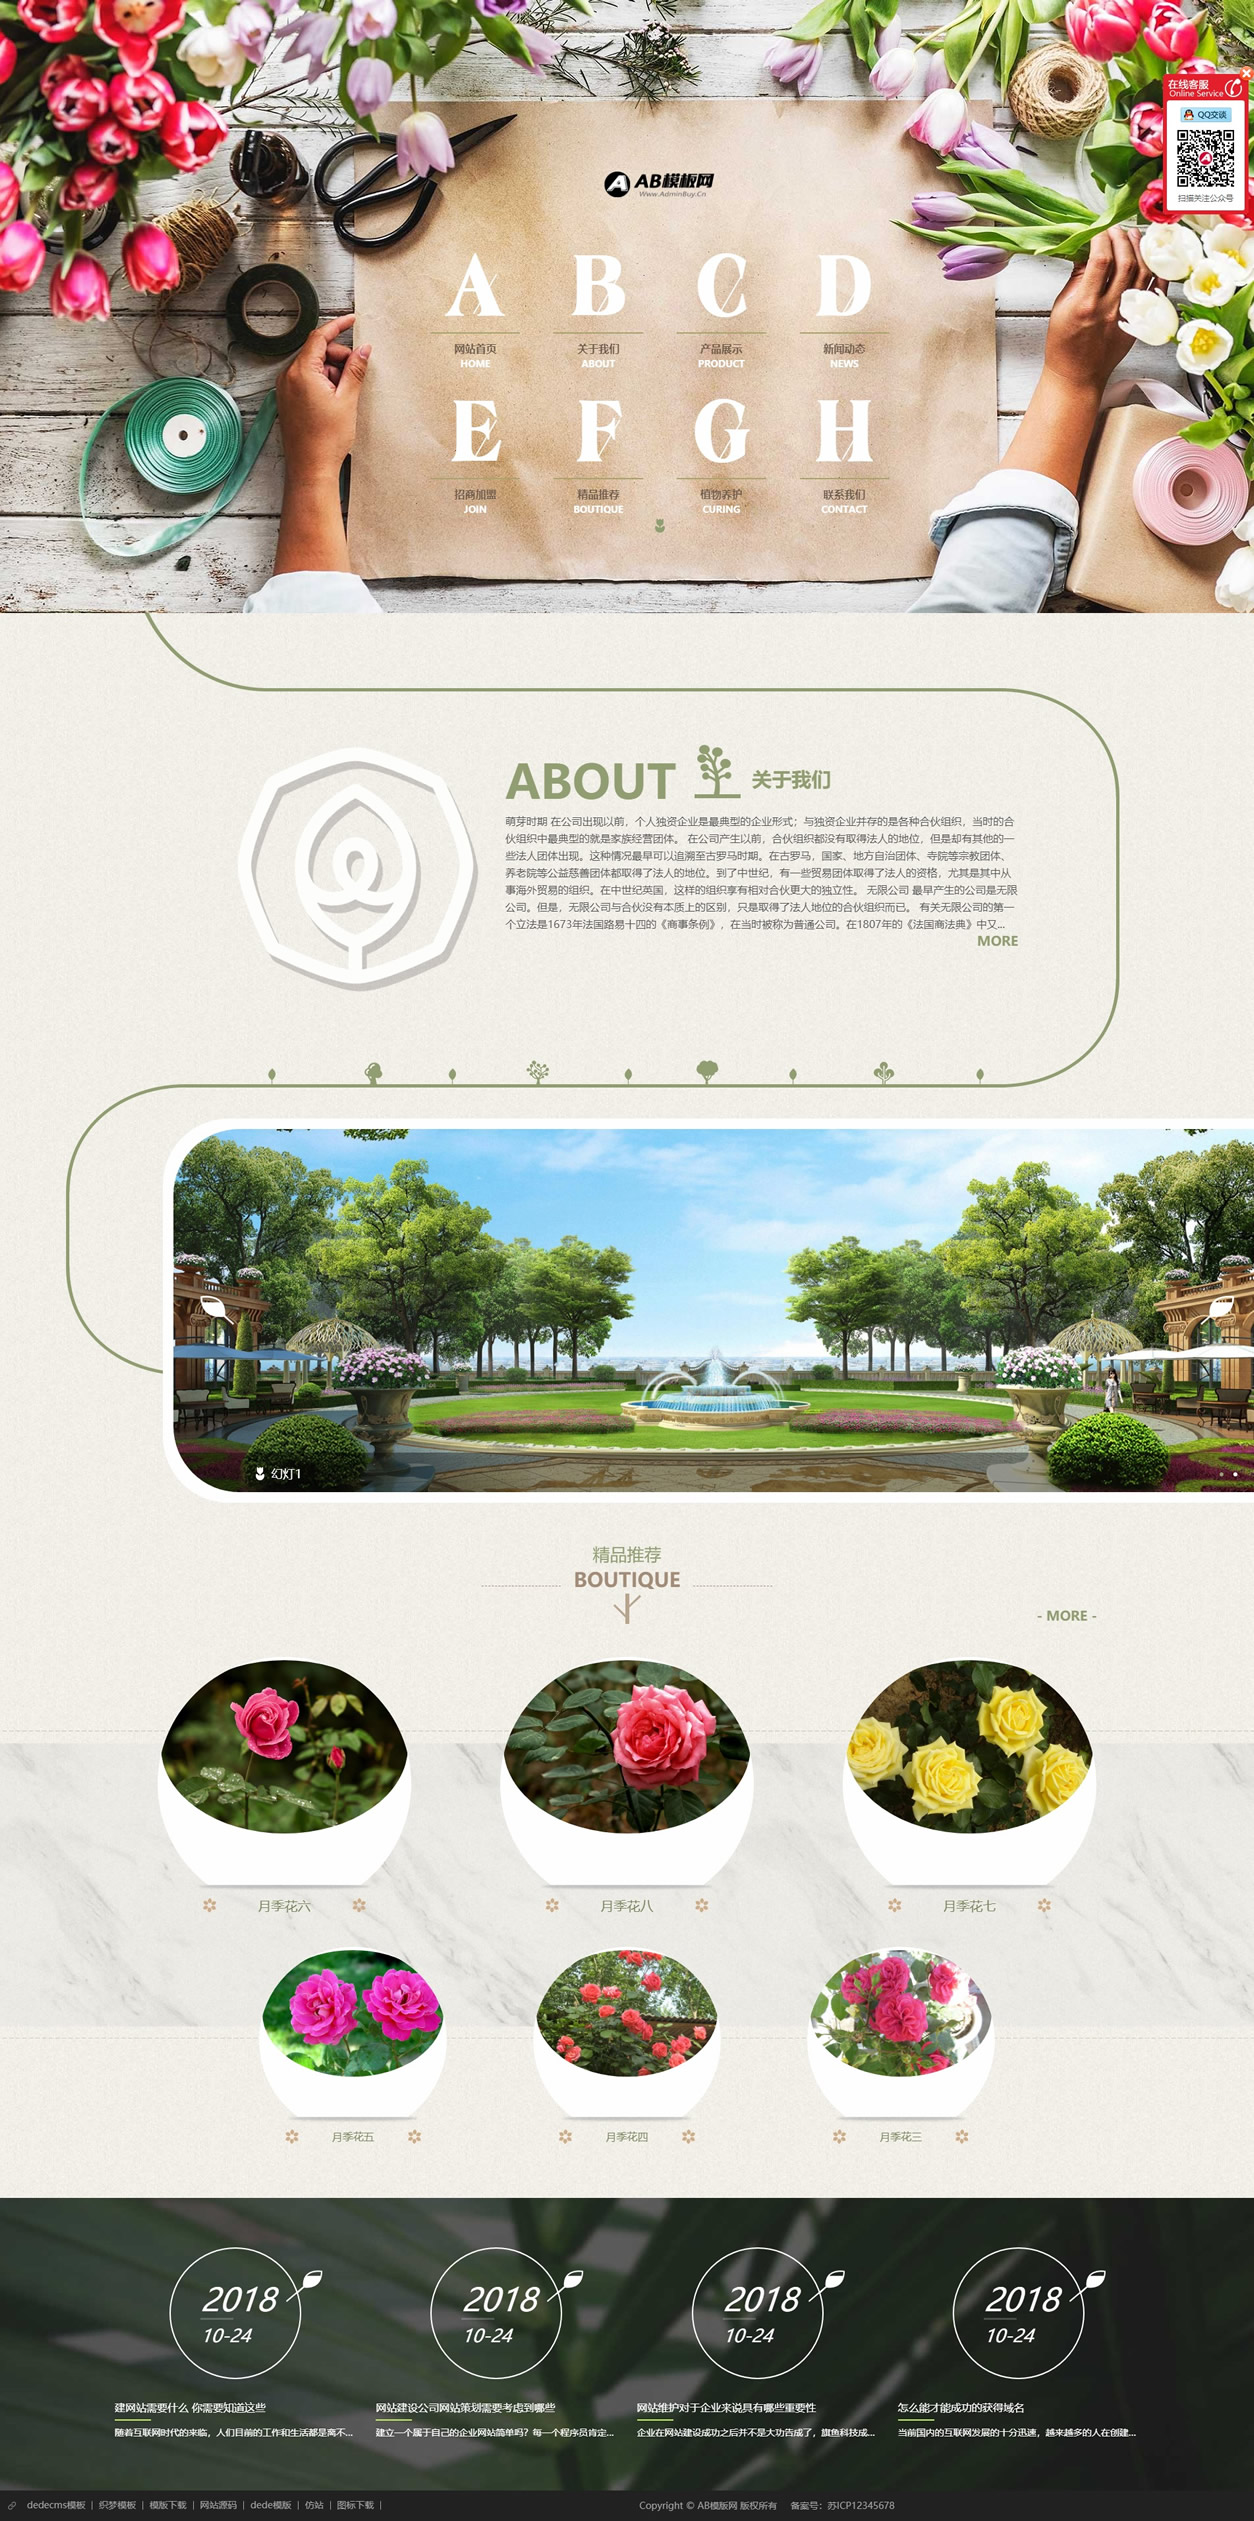 在线客服
Online Service
QQ交谈
扫描关注公众号
AB模板网
Www.AdminBuy.Cn
A B C D
网站首页 关于我们 产品展示 新闻动态
HOME ABOUT PRODUCT NEWS
E F G H
招商加盟 精品推荐 植物养护 联系我们
JOIN BOUTIQUE CURING CONTACT
ABOUT 关于我们
萌芽时期 在公司出现以前，个人独资企业是最典型的企业形式；与独资企业并存的是各种合伙组织，当时的合
伙组织中最典型的就是家族经营团体。 在公司产生以前，合伙组织都没有取得法人的地位，但是却有其他的一
些法人团体出现。这种情况最早可以追溯至古罗马时期。在古罗马，国家、地方自治团体、寺院等宗教团体、
养老院等公益慈善团体都取得了法人的地位。到了中世纪，有一些贸易团体取得了法人的资格，尤其是其中从
事海外贸易的组织。在中世纪英国，这样的组织享有相对合伙更大的独立性。 无限公司 最早产生的公司是无限
公司。但是，无限公司与合伙没有本质上的区别，只是取得了法人地位的合伙组织而已。 有关无限公司的第一
个立法是1673年法国路易十四的《商事条例》，在当时被称为普通公司。在1807年的《法国商法典》中又...
MORE
幻灯1
精品推荐
BOUTIQUE
- MORE -
月季花六 月季花八 月季花七
月季花五 月季花四 月季花三
2018 2018 2018 2018
10-24 10-24 10-24 10-24
建网站需要什么 你需要知道这些 网站建设公司网站策划需要考虑到哪些 网站维护对于企业来说具有哪些重要性 怎么能才能成功的获得域名
随着互联网时代的来临，人们目前的工作和生活都是离不... 建立一个属于自己的企业网站简单吗？每一个程序员肯定... 企业在网站建设成功之后并不是大功告成了，旗鱼科技成... 当前国内的互联网发展的十分迅速，越来越多的人在创建...
dedecms模板 | 织梦模板 | 模版下载 | 网站源码 | dede模版 | 仿站 | 图标下载 | Copyright © AB模版网 版权所有 备案号：苏ICP12345678